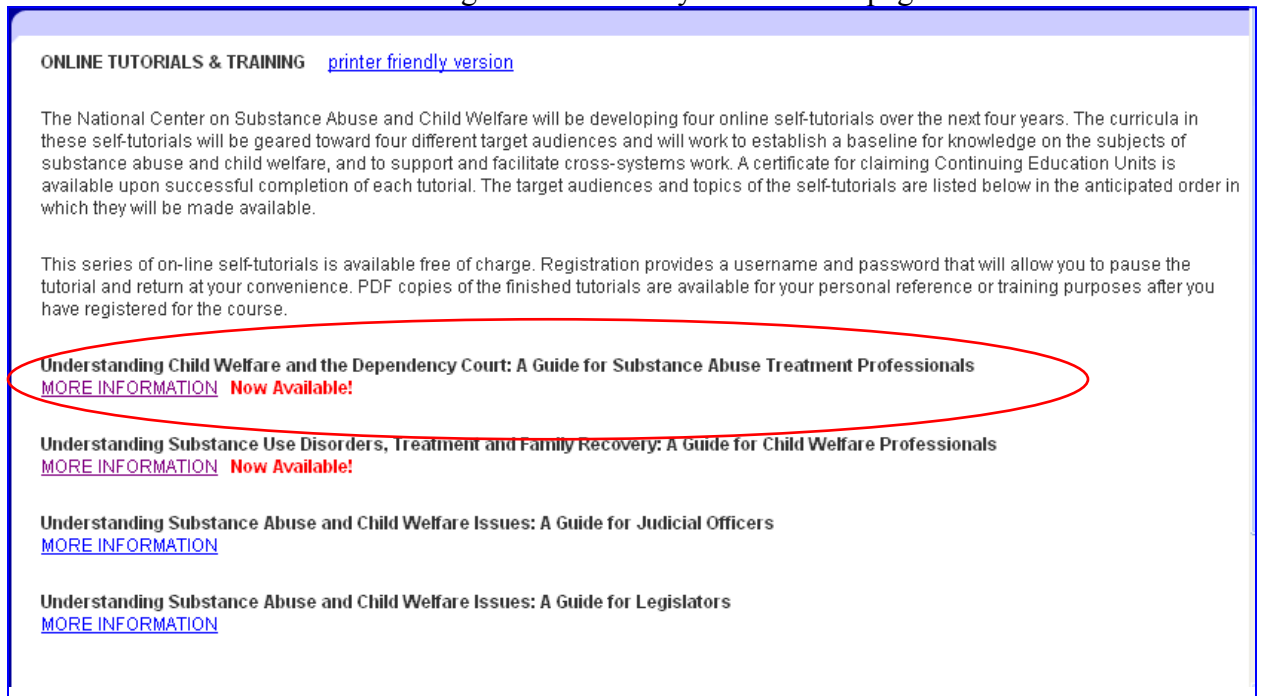 ONLINE TUTORIALS & TRAINING printer friendly version
The National Center on Substance Abuse and Child Welfare will be developing four online self-tutorials over the next four years. The curricula in
these self-tutorials will be geared toward four different target audiences and will work to establish a baseline for knowledge on the subjects of
substance abuse and child welfare, and to support and facilitate cross-systems work. A certificate for claiming Continuing Education Units is
available upon successful completion of each tutorial. The target audiences and topics of the self-tutorials are listed below in the anticipated order in
which they will be made available.
This series of on-line self-tutorials is available free of charge. Registration provides a username and password that will allow you to pause the
tutorial and return at your convenience. PDF copies of the finished tutorials are available for your personal reference or training purposes after you
have registered for the course.
Understanding Child Welfare and the Dependency Court: A Guide for Substance Abuse Treatment Professionals
MORE INFORMATION Now Available!
Understanding Substance Use Disorders, Treatment and Family Recovery: A Guide for Child Welfare Professionals
MORE INFORMATION Now Available!
Understanding Substance Abuse and Child Welfare Issues: A Guide for Judicial Officers
MORE INFORMATION
Understanding Substance Abuse and Child Welfare Issues: A Guide for Legislators
MORE INFORMATION